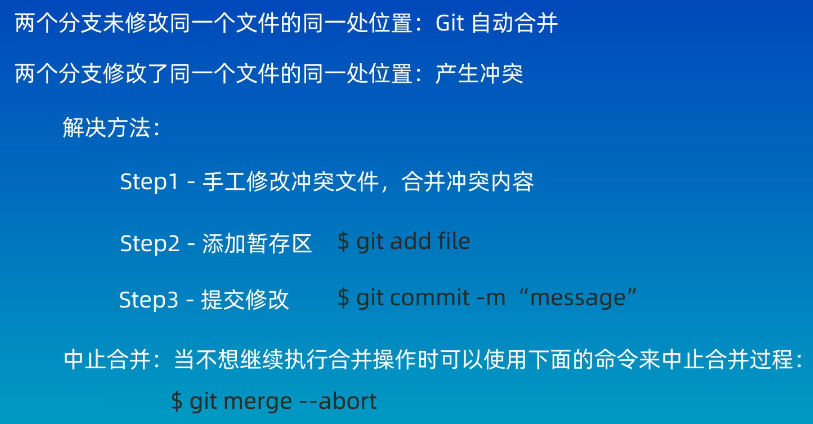 两个分支未修改同一个文件的同一处位置：Git 自动合并
两个分支修改了同一个文件的同一处位置：产生冲突
解决方法：
Step1 - 手工修改冲突文件，合并冲突内容
Step2 - 添加暂存区 $ git add file
Step3 - 提交修改 $ git commit -m “message”
中止合并：当不想继续执行合并操作时可以使用下面的命令来中止合并过程：
$ git merge --abort